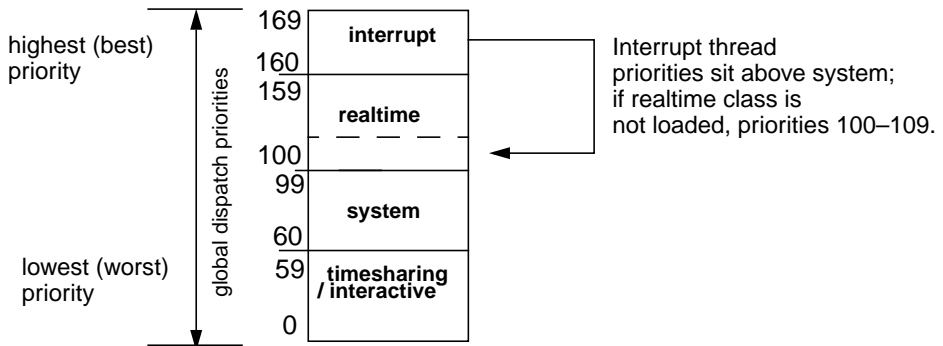 highest (best)
priority
lowest (worst)
priority
global dispatch priorities
169
interrupt
160
159
realtime
100
99
system
60
59
timesharing
/ interactive
0
Interrupt thread
priorities sit above system;
if realtime class is
not loaded, priorities 100–109.